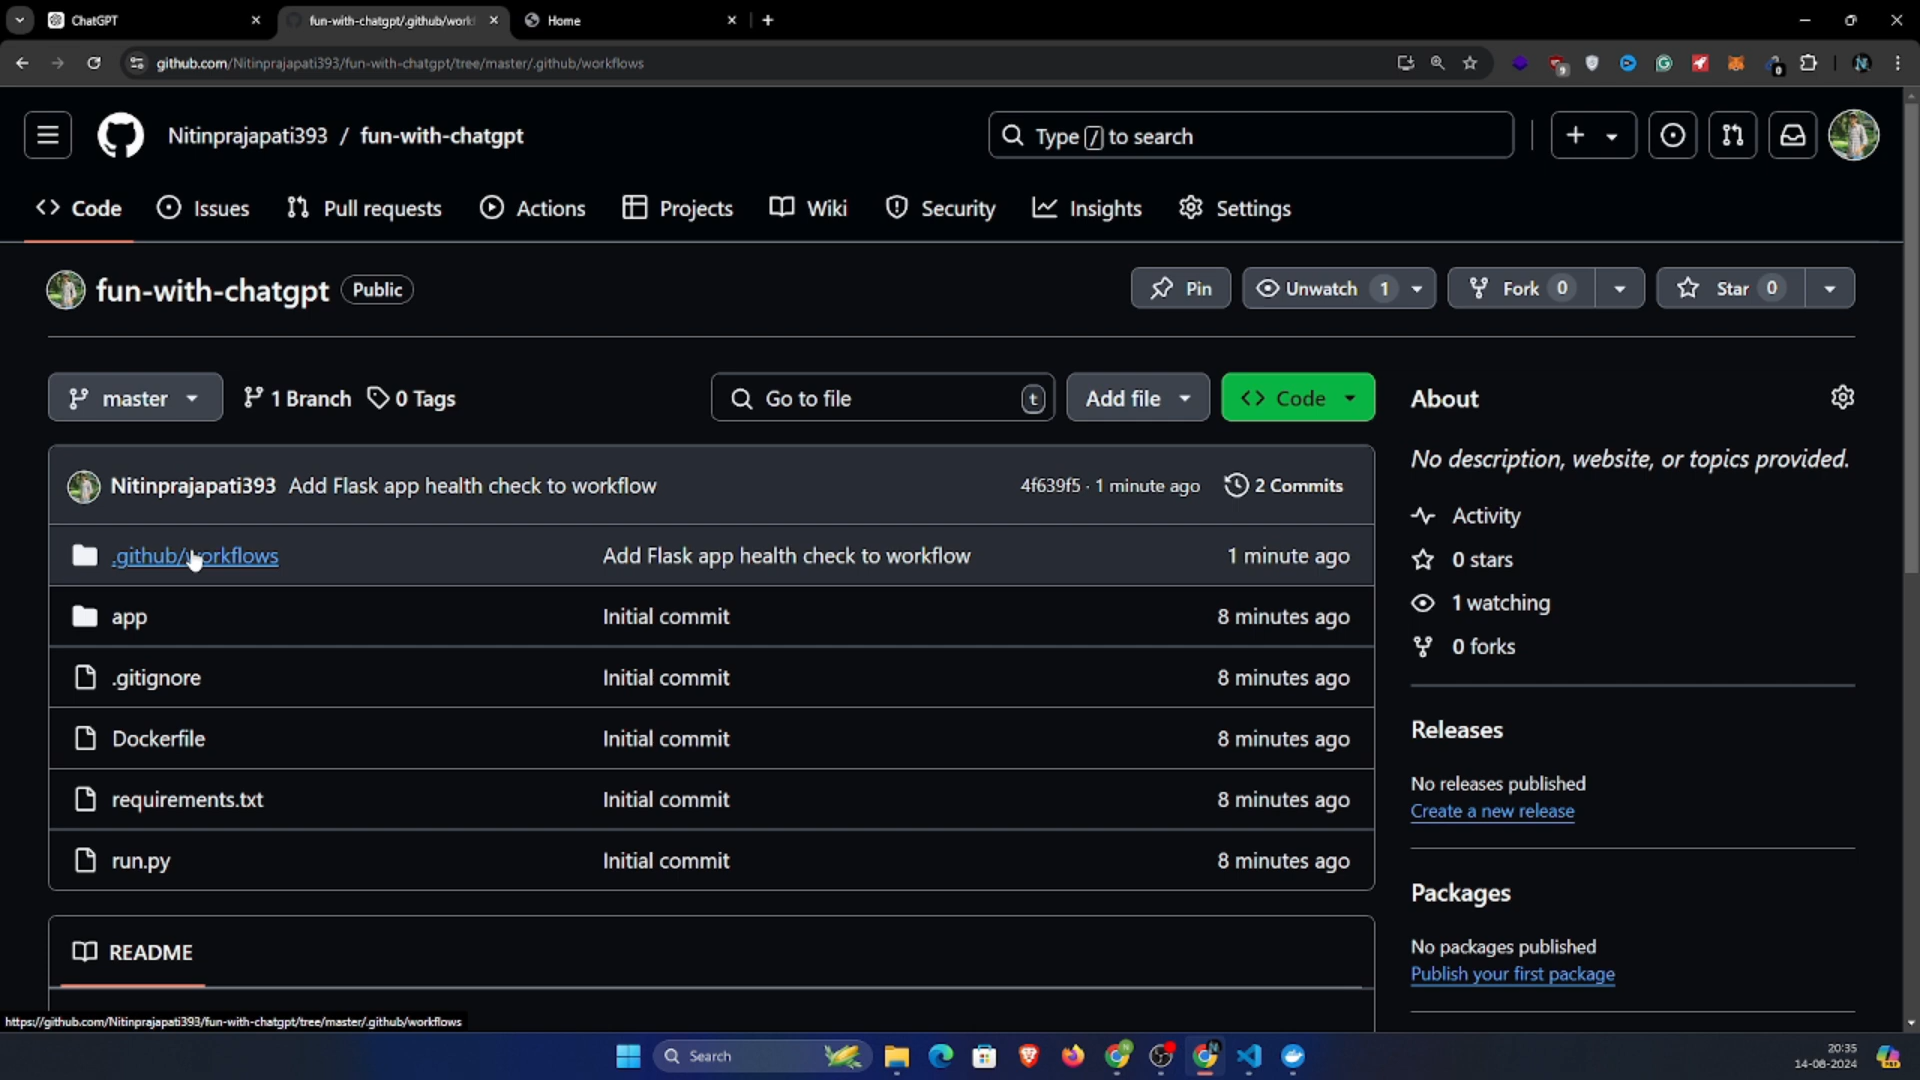 ChatGPT
fun-with-chatgpt/.github/work
Home
github.com/Nitinprajapati393/fun-with-chatgpt/tree/master/.github/workflows
Nitinprajapati393 / fun-with-chatgpt
Type / to search
Code
Issues
Pull requests
Actions
Projects
Wiki
Security
Insights
Settings
fun-with-chatgpt
Public
Pin
Unwatch 1
Fork 0
Star 0
master
1 Branch
0 Tags
Go to file
t
Add file
Code
Nitinprajapati393 Add Flask app health check to workflow
4f639f5 · 1 minute ago
2 Commits
.github/workflows Add Flask app health check to workflow 1 minute ago
app Initial commit 8 minutes ago
.gitignore Initial commit 8 minutes ago
Dockerfile Initial commit 8 minutes ago
requirements.txt Initial commit 8 minutes ago
run.py Initial commit 8 minutes ago
README
About
No description, website, or topics provided.
Activity
0 stars
1 watching
0 forks
Releases
No releases published
Create a new release
Packages
No packages published
Publish your first package
https://github.com/Nitinprajapati393/fun-with-chatgpt/tree/master/.github/workflows
Search
20:35
14-08-2024